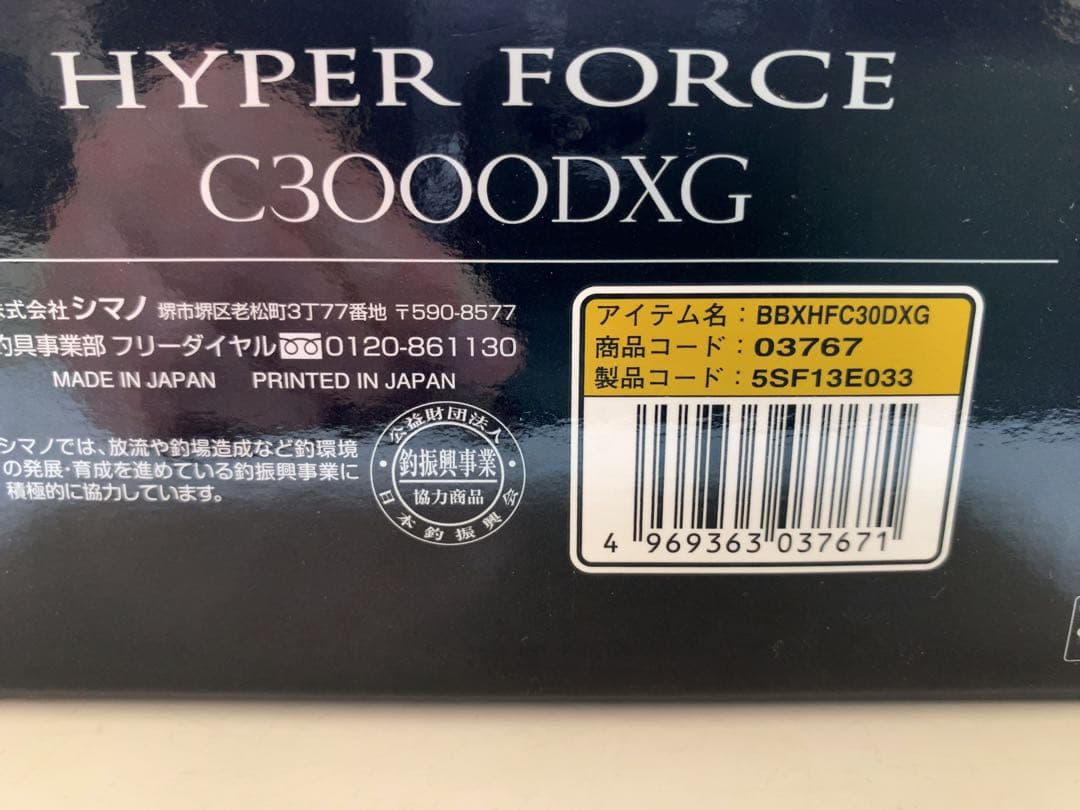 HYPER FORCE
C3000DXG
式会社 シマノ 堺市堺区老松町3丁77番地 〒590-8577
釣具事業部 フリーダイヤル 0120-861130
MADE IN JAPAN PRINTED IN JAPAN
シマノでは、放流や釣場造成など釣環境
の発展・育成を進めている釣振興事業に
積極的に協力しています。
公益財団法人
釣振興事業
協力商品
日本釣振興会
アイテム名：BBXHFC30DXG
商品コード：03767
製品コード：5SF13E033
4 969363 037671